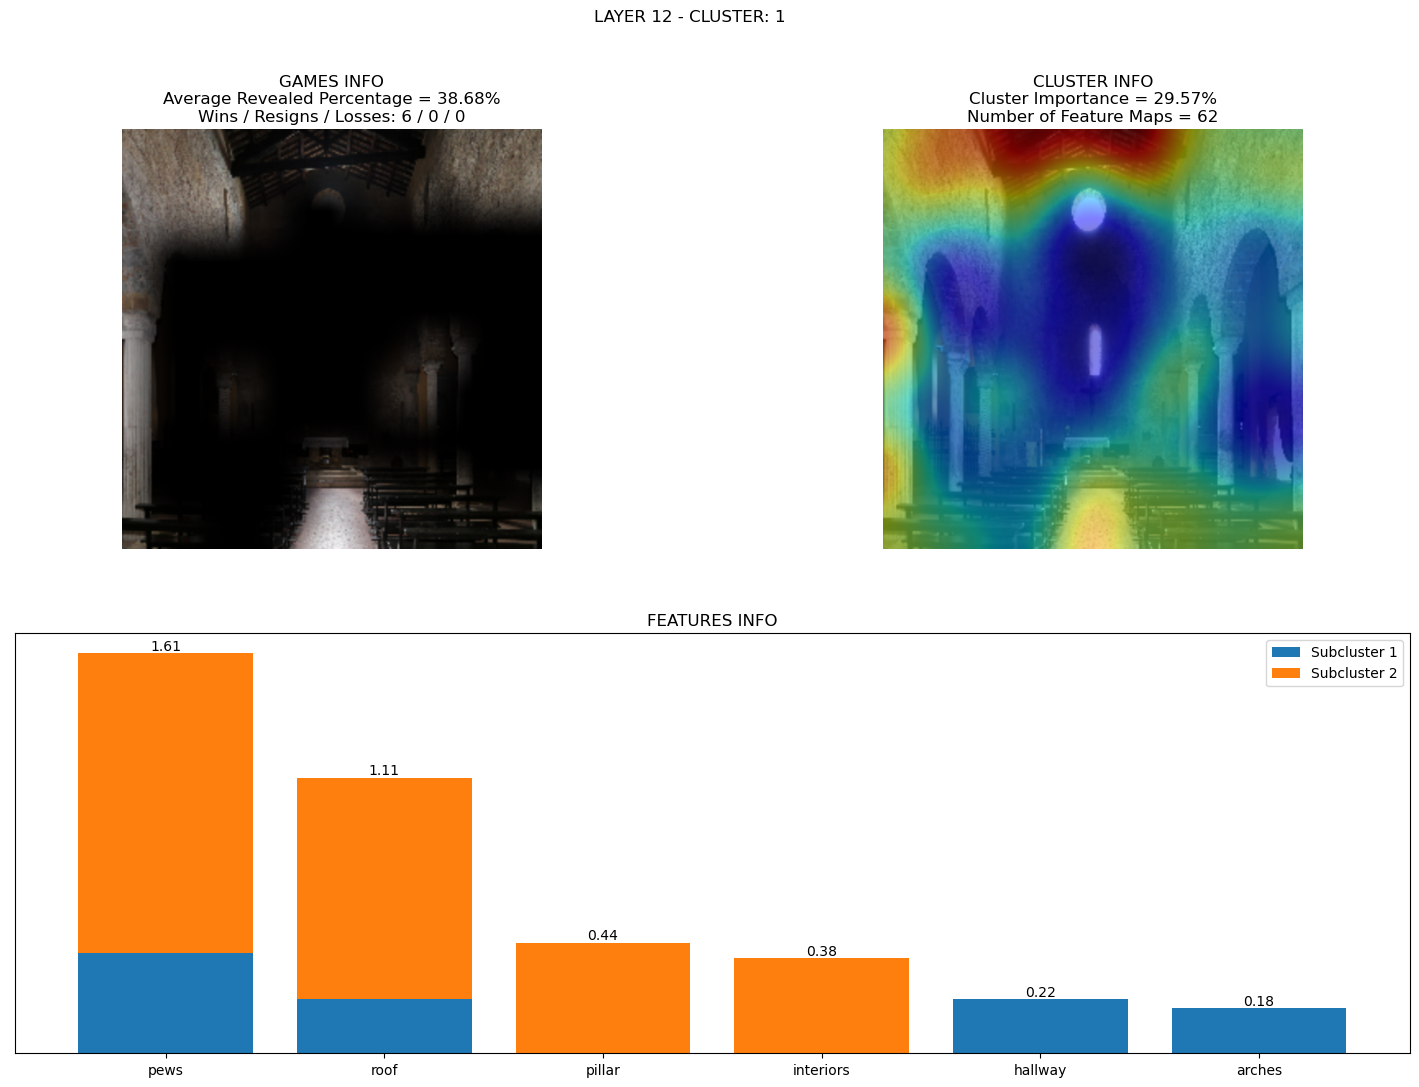 LAYER 12 - CLUSTER: 1
GAMES INFO
Average Revealed Percentage = 38.68%
Wins / Resigns / Losses: 6 / 0 / 0
CLUSTER INFO
Cluster Importance = 29.57%
Number of Feature Maps = 62
FEATURES INFO
Subcluster 1
Subcluster 2
1.61
1.11
0.44
0.38
0.22
0.18
pews
roof
pillar
interiors
hallway
arches